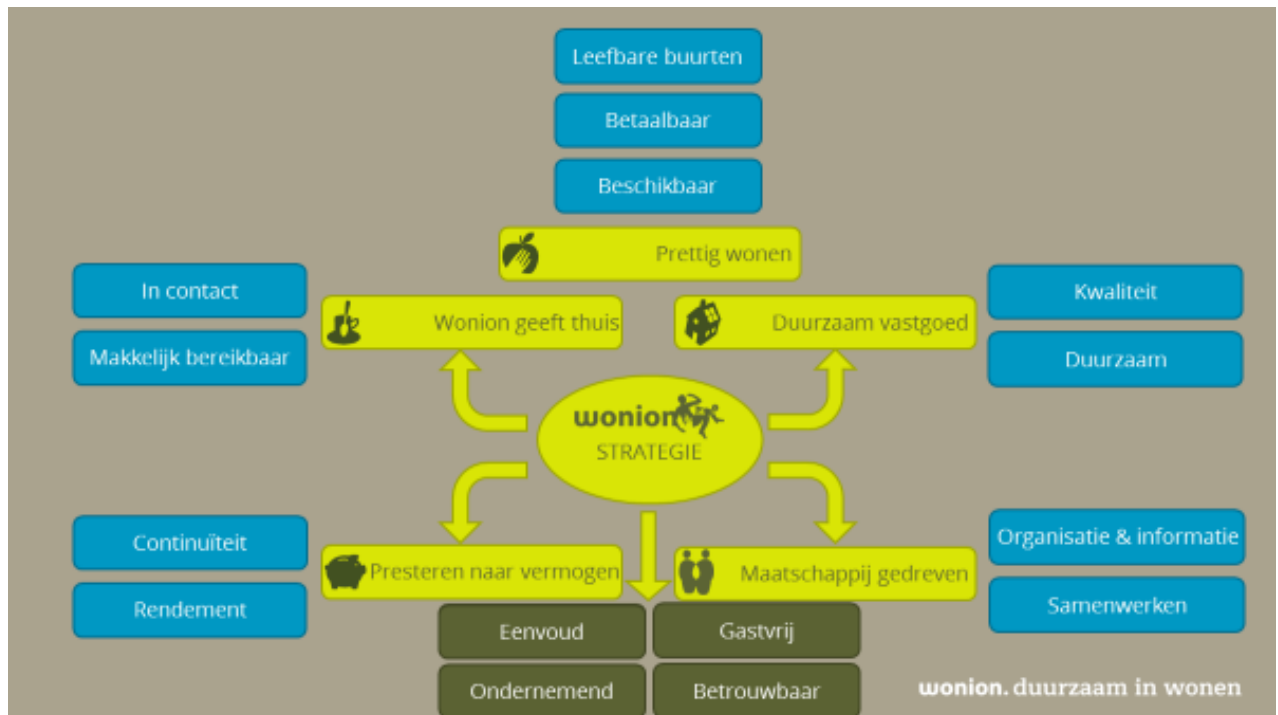 Leefbare buurten
Betaalbaar
Beschikbaar
Prettig wonen
In contact
Makkelijk bereikbaar
Wonion geeft thuis
Duurzaam vastgoed
Kwaliteit
Duurzaam
wonion
STRATEGIE
Continuïteit
Rendement
Presteren naar vermogen
Maatschappij gedreven
Organisatie & informatie
Samenwerken
Eenvoud
Gastvrij
Ondernemend
Betrouwbaar
wonion. duurzaam in wonen